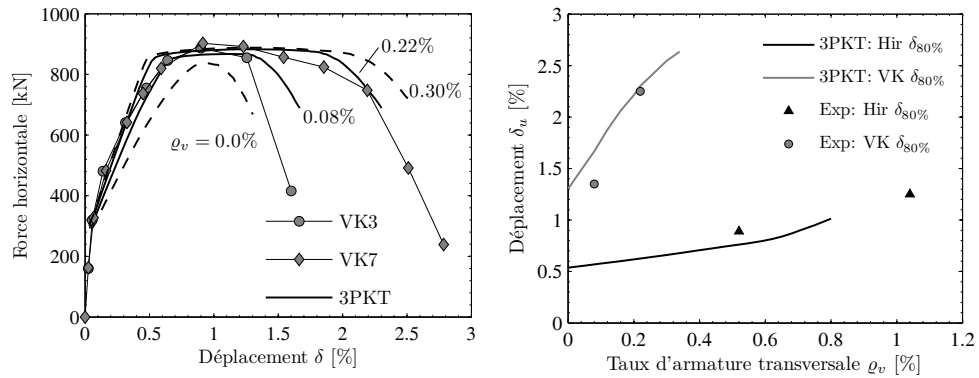 Force horizontale [kN]
1000
800
600
400
200
0
0.22%
0.30%
0.08%
ϱv = 0.0%
VK3
VK7
3PKT
0 0.5 1 1.5 2 2.5 3
Déplacement δ [%]
Déplacement δu [%]
3
2.5
2
1.5
1
0.5
0
3PKT: Hir δ80%
3PKT: VK δ80%
Exp: Hir δ80%
Exp: VK δ80%
0 0.2 0.4 0.6 0.8 1 1.2
Taux d'armature transversale ϱv [%]